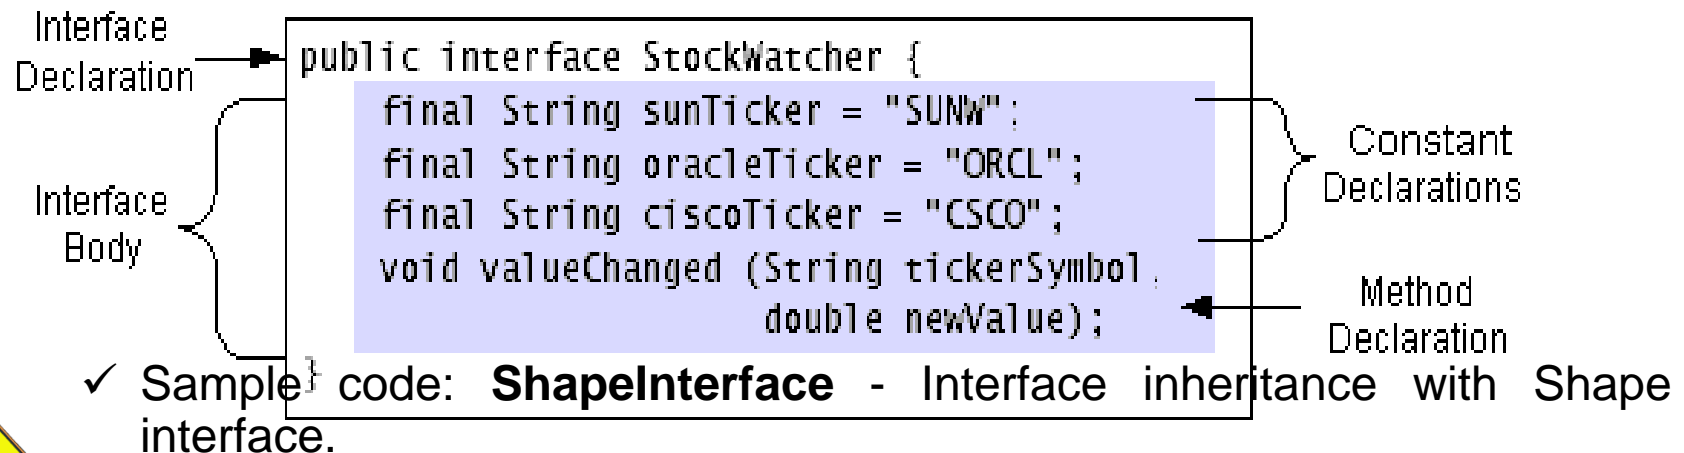 Interface
Declaration
public interface StockWatcher {
final String sunTicker = "SUNW";
final String oracleTicker = "ORCL";
final String ciscoTicker = "CSCO";
void valueChanged (String tickerSymbol,
double newValue);
}
Interface
Body
Constant
Declarations
Method
Declaration
✓ Sample code: ShapeInterface - Interface inheritance with Shape
interface.